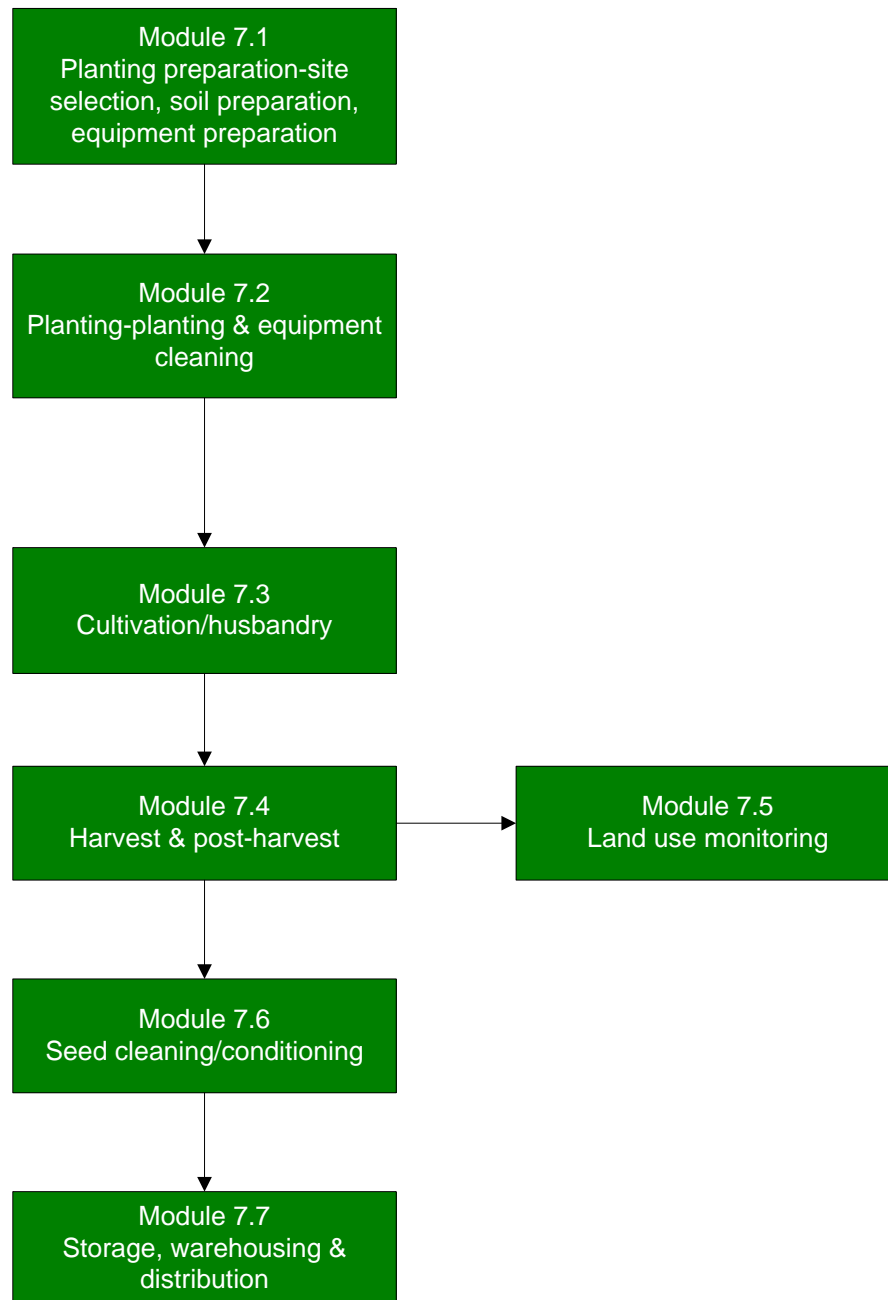 Module 7.1
Planting preparation-site
selection, soil preparation,
equipment preparation
Module 7.2
Planting-planting & equipment
cleaning
Module 7.3
Cultivation/husbandry
Module 7.4
Harvest & post-harvest
Module 7.5
Land use monitoring
Module 7.6
Seed cleaning/conditioning
Module 7.7
Storage, warehousing &
distribution